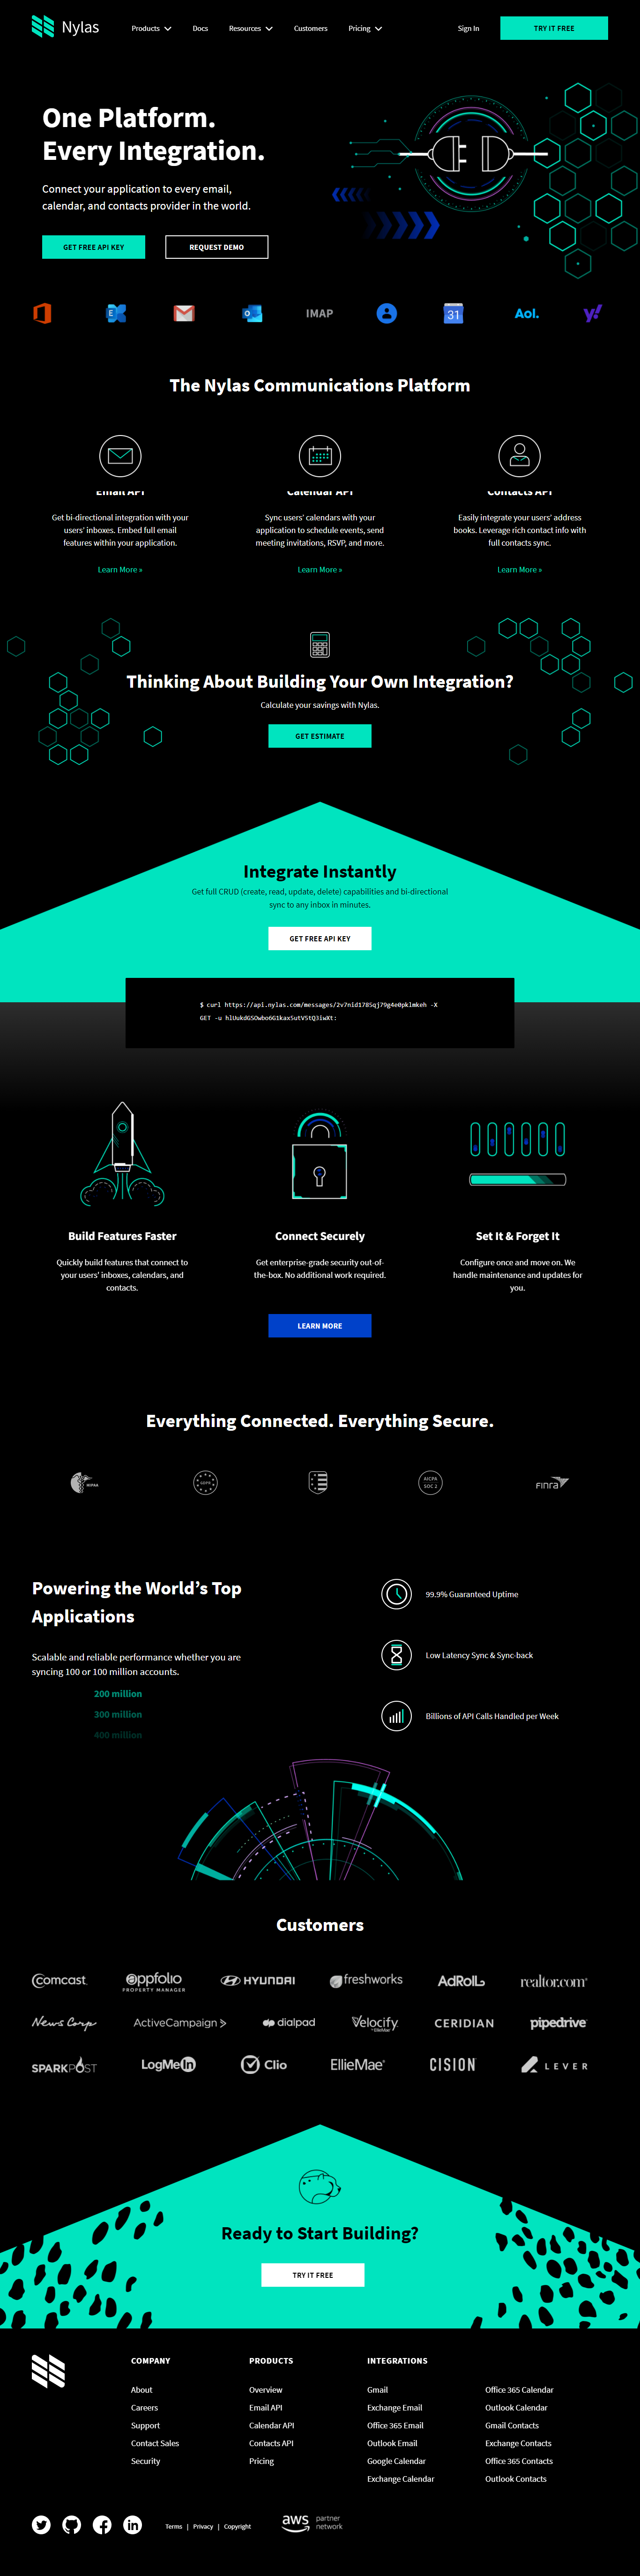 Nylas
Products
Docs
Resources
Customers
Pricing
Sign In
TRY IT FREE
One Platform.
Every Integration.
Connect your application to every email,
calendar, and contacts provider in the world.
GET FREE API KEY
REQUEST DEMO
E
O
IMAP
31
Aol.
y!
The Nylas Communications Platform
Email API
Calendar API
Contacts API
Get bi-directional integration with your
users' inboxes. Embed full email
features within your application.
Sync users' calendars with your
application to schedule events, send
meeting invitations, RSVP, and more.
Easily integrate your users' address
books. Leverage rich contact info with
full contacts sync.
Learn More »
Learn More »
Learn More »
Thinking About Building Your Own Integration?
Calculate your savings with Nylas.
GET ESTIMATE
Integrate Instantly
Get full CRUD (create, read, update, delete) capabilities and bi-directional
sync to any inbox in minutes.
GET FREE API KEY
$ curl https://api.nylas.com/messages/2v7nid1785qj79g4e0pklmkeh -X
GET -u hlUukdGSOwbo6G1kax5utV5tQ3iwXt:
Build Features Faster
Connect Securely
Set It & Forget It
Quickly build features that connect to
your users' inboxes, calendars, and
contacts.
Get enterprise-grade security out-of-
the-box. No additional work required.
Configure once and move on. We
handle maintenance and updates for
you.
LEARN MORE
Everything Connected. Everything Secure.
HIPAA
GDPR
AICPA
SOC 2
FINRA
Powering the World's Top
Applications
Scalable and reliable performance whether you are
syncing 100 or 100 million accounts.
200 million
300 million
400 million
99.9% Guaranteed Uptime
Low Latency Sync & Sync-back
Billions of API Calls Handled per Week
Customers
Comcast
appfolio
PROPERTY MANAGER
HYUNDAI
freshworks
AdRoll
realtor.com
News Corp
ActiveCampaign >
dialpad
Velocify
EllieMae
CERIDIAN
pipedrive
SPARKPOST
LogMeIn
Clio
EllieMae
CISION
LEVER
Ready to Start Building?
TRY IT FREE
COMPANY
About
Careers
Support
Contact Sales
Security
PRODUCTS
Overview
Email API
Calendar API
Contacts API
Pricing
INTEGRATIONS
Gmail
Exchange Email
Office 365 Email
Outlook Email
Google Calendar
Exchange Calendar
Office 365 Calendar
Outlook Calendar
Gmail Contacts
Exchange Contacts
Office 365 Contacts
Outlook Contacts
Terms | Privacy | Copyright
aws
partner
network